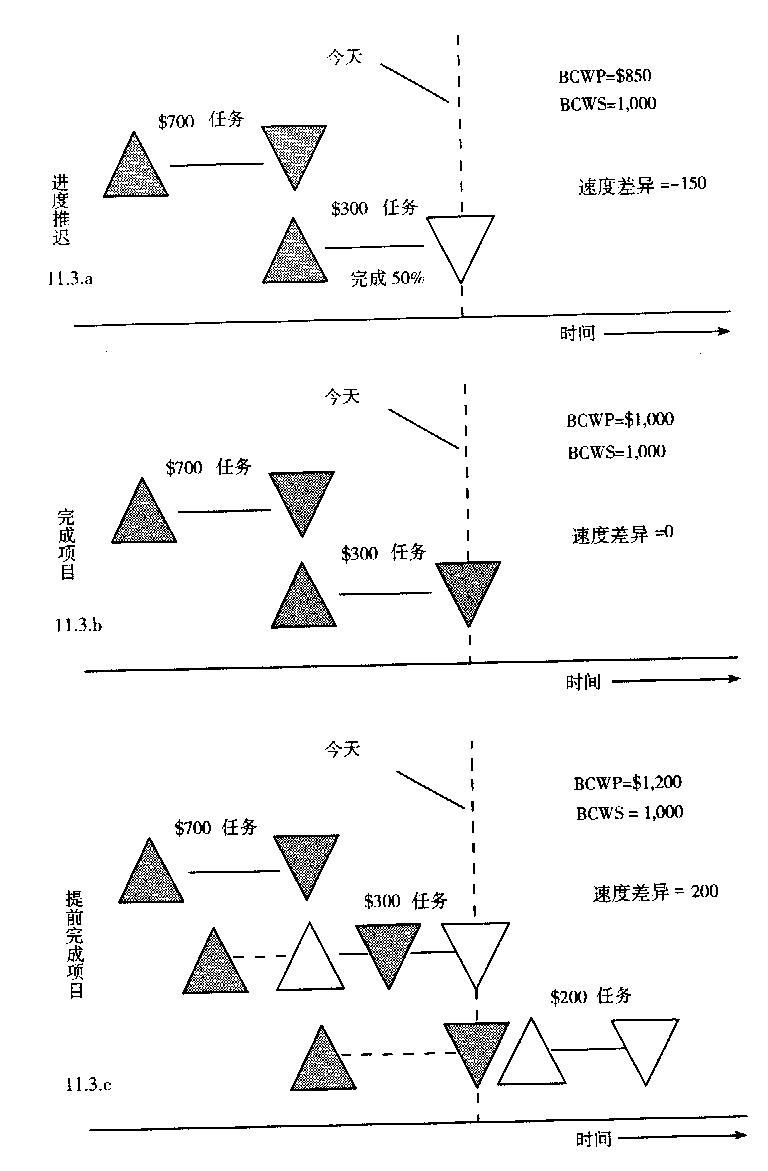 今天
BCWP=$850
BCWS=1,000
$700 任务
速度差异 =-150
进度推迟
$300 任务
完成 50%
11.3.a
时间
今天
BCWP=$1,000
BCWS=1,000
$700 任务
速度差异 =0
完成项目
$300 任务
11.3.b
时间
今天
BCWP=$1,200
BCWS = 1,000
$700 任务
速度差异 = 200
提前完成项目
$300 任务
$200 任务
11.3.c
时间